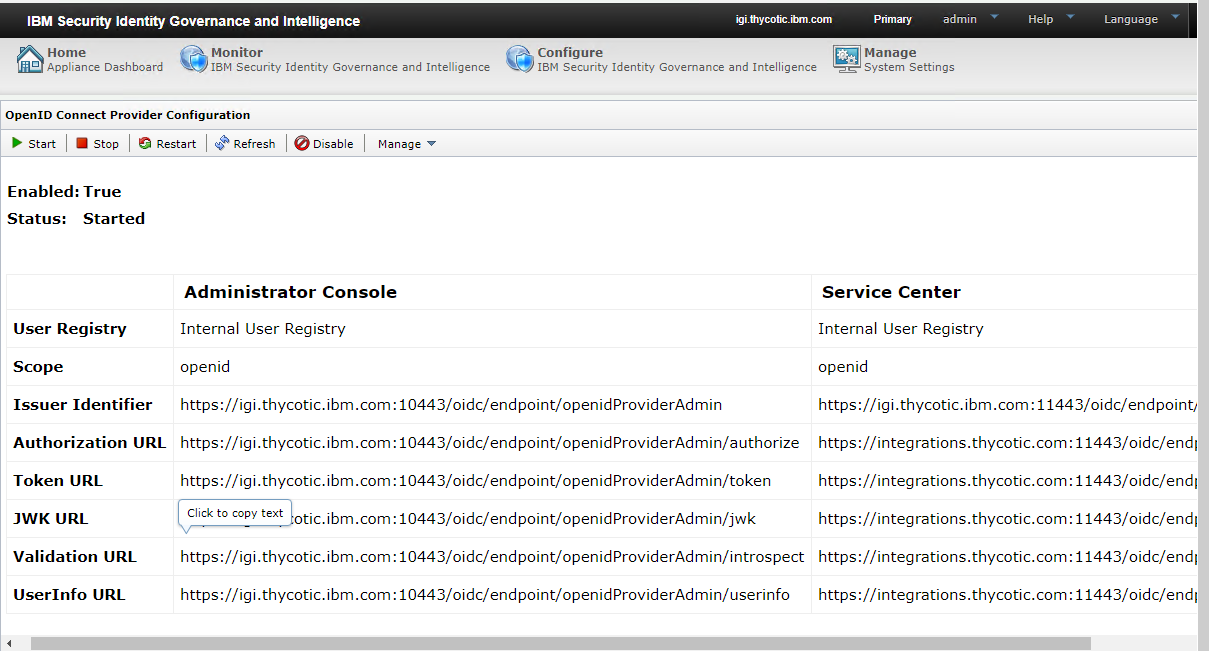 IBM Security Identity Governance and Intelligence igi.thycotic.ibm.com Primary admin Help Language
Home Monitor Configure Manage
Appliance Dashboard IBM Security Identity Governance and Intelligence IBM Security Identity Governance and Intelligence System Settings
OpenID Connect Provider Configuration
Start Stop Restart Refresh Disable Manage
Enabled: True
Status: Started
Administrator Console Service Center
User Registry Internal User Registry Internal User Registry
Scope openid openid
Issuer Identifier https://igi.thycotic.ibm.com:10443/oidc/endpoint/openidProviderAdmin https://igi.thycotic.ibm.com:11443/oidc/endpoint/
Authorization URL https://igi.thycotic.ibm.com:10443/oidc/endpoint/openidProviderAdmin/authorize https://integrations.thycotic.com:11443/oidc/endp
Token URL https://igi.thycotic.ibm.com:10443/oidc/endpoint/openidProviderAdmin/token https://integrations.thycotic.com:11443/oidc/endp
Click to copy text
JWK URL cotic.ibm.com:10443/oidc/endpoint/openidProviderAdmin/jwk https://integrations.thycotic.com:11443/oidc/endp
Validation URL https://igi.thycotic.ibm.com:10443/oidc/endpoint/openidProviderAdmin/introspect https://integrations.thycotic.com:11443/oidc/endp
UserInfo URL https://igi.thycotic.ibm.com:10443/oidc/endpoint/openidProviderAdmin/userinfo https://integrations.thycotic.com:11443/oidc/endp